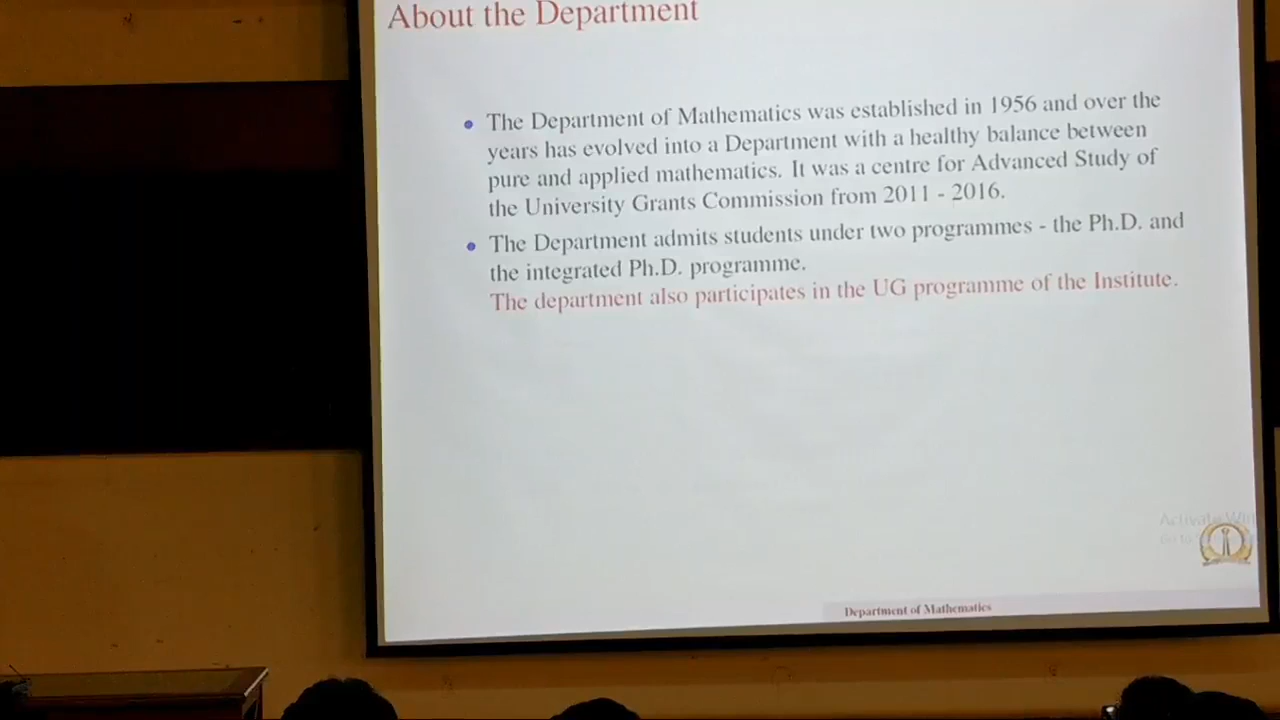 About the Department
• The Department of Mathematics was established in 1956 and over the
years has evolved into a Department with a healthy balance between
pure and applied mathematics. It was a centre for Advanced Study of
the University Grants Commission from 2011 - 2016.
• The Department admits students under two programmes - the Ph.D. and
the integrated Ph.D. programme.
The department also participates in the UG programme of the Institute.
Activate
Go to
Department of Mathematics